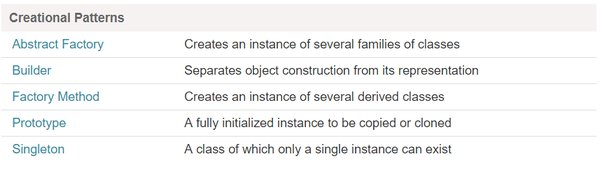 Creational Patterns
Abstract Factory Creates an instance of several families of classes
Builder Separates object construction from its representation
Factory Method Creates an instance of several derived classes
Prototype A fully initialized instance to be copied or cloned
Singleton A class of which only a single instance can exist